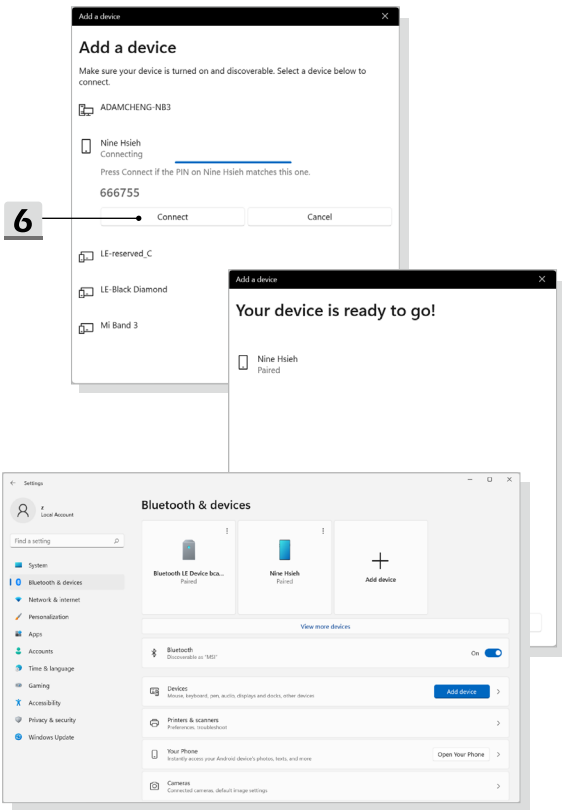 Add a device
Add a device
Make sure your device is turned on and discoverable. Select a device below to
connect.
ADAMCHENG-NB3
Nine Hsieh
Connecting
Press Connect if the PIN on Nine Hsieh matches this one.
666755
6
Connect
Cancel
LE-reserved_C
LE-Black Diamond
Mi Band 3
Add a device
Your device is ready to go!
Nine Hsieh
Paired
Settings
Local Account
Find a setting
System
Bluetooth & devices
Network & internet
Personalization
Apps
Accounts
Time & language
Gaming
Accessibility
Privacy & security
Windows Update
Bluetooth & devices
Bluetooth LE Device bca...
Paired
Nine Hsieh
Paired
Add device
View more devices
Bluetooth
Discoverable as "MSI"
On
Devices
Mouse, keyboard, pen, audio, displays and docks, other devices
Add device
Printers & scanners
Preferences, troubleshoot
Your Phone
Instantly access your Android device's photos, texts, and more
Open Your Phone
Cameras
Connected cameras, default image settings